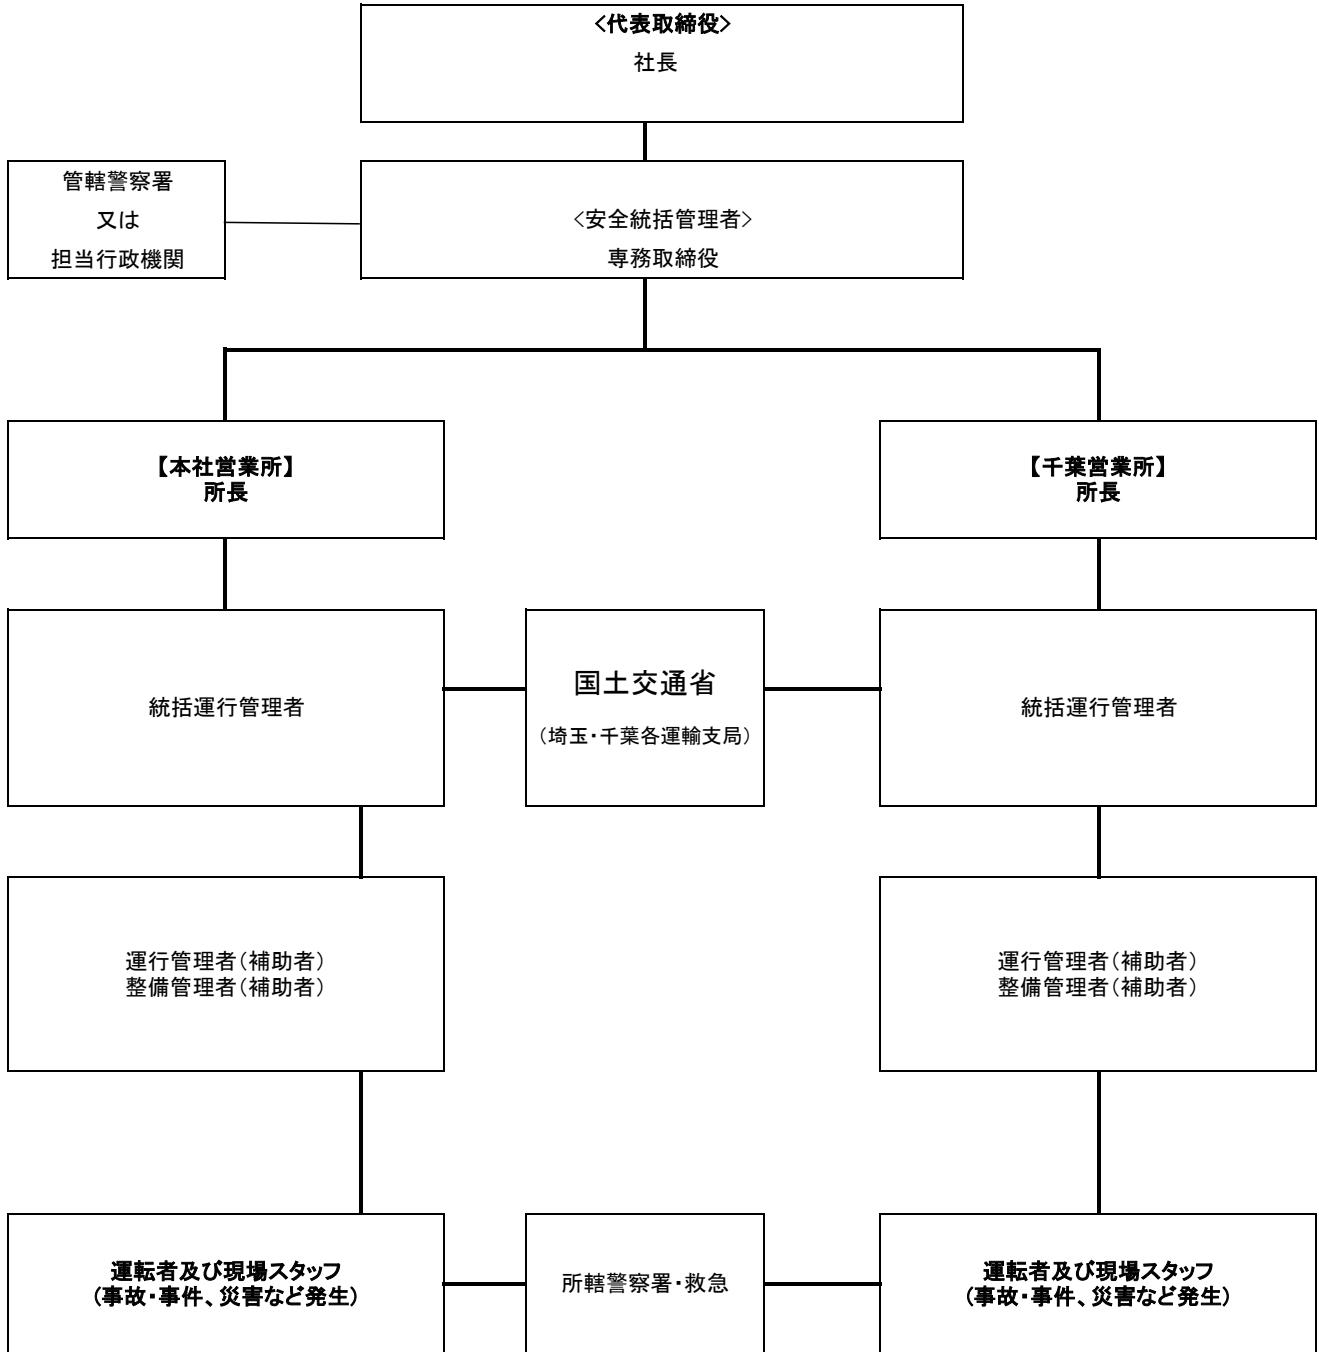 <代表取締役>
社長
管轄警察署
又は
担当行政機関
<安全統括管理者>
専務取締役
【本社営業所】
所長
【千葉営業所】
所長
統括運行管理者
国土交通省
(埼玉・千葉各運輸支局)
統括運行管理者
運行管理者(補助者)
整備管理者(補助者)
運行管理者(補助者)
整備管理者(補助者)
運転者及び現場スタッフ
(事故・事件、災害など発生)
所轄警察署・救急
運転者及び現場スタッフ
(事故・事件、災害など発生)